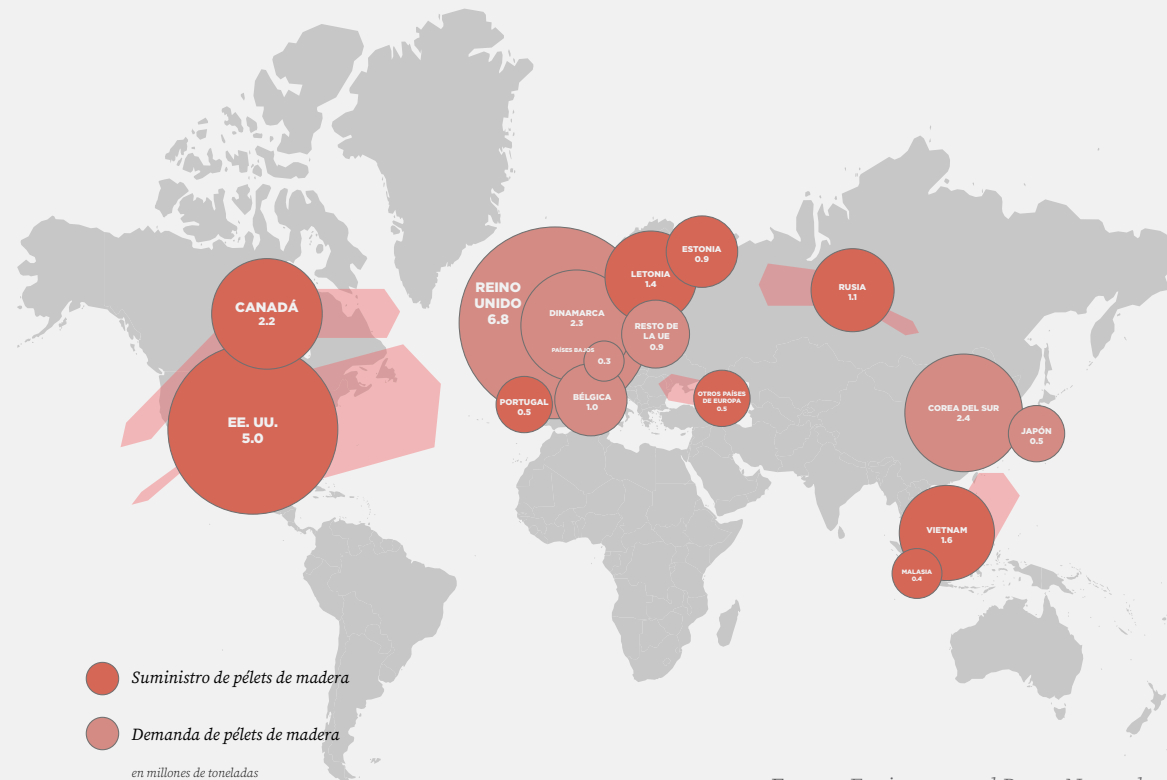 CANADÁ
2.2
EE. UU.
5.0
REINO
UNIDO
6.8
DINAMARCA
2.3
PAÍSES BAJOS
0.3
PORTUGAL
0.5
BÉLGICA
1.0
LETONIA
1.4
ESTONIA
0.9
RESTO DE
LA UE
0.9
OTROS PAÍSES
DE EUROPA
0.5
RUSIA
1.1
COREA DEL SUR
2.4
JAPÓN
0.5
VIETNAM
1.6
MALASIA
0.4
Suministro de pélets de madera
Demanda de pélets de madera
en millones de toneladas